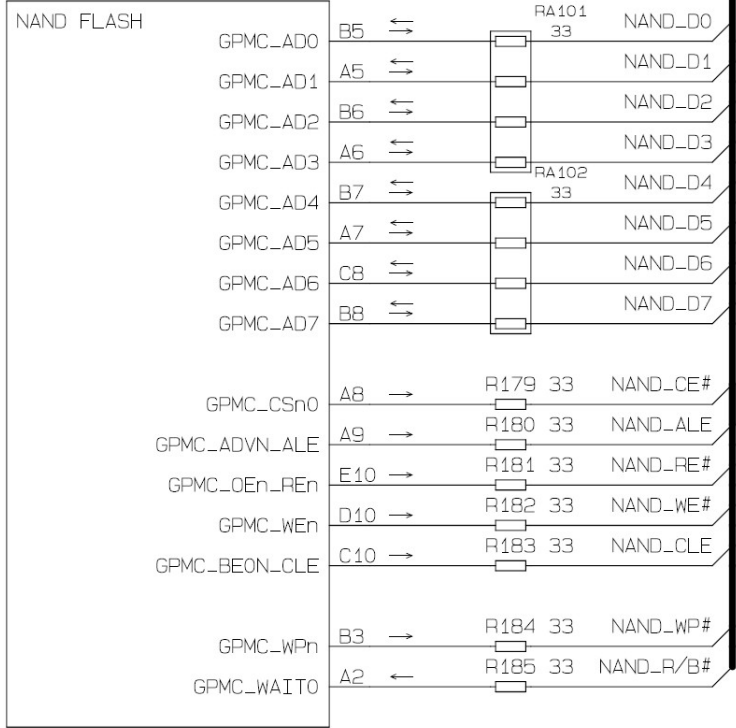 NAND FLASH
RA101
33
GPMC_AD0 B5 NAND_D0
GPMC_AD1 A5 NAND_D1
GPMC_AD2 B6 NAND_D2
GPMC_AD3 A6 NAND_D3
RA102
33
GPMC_AD4 B7 NAND_D4
GPMC_AD5 A7 NAND_D5
GPMC_AD6 C8 NAND_D6
GPMC_AD7 B8 NAND_D7
GPMC_CSn0 A8 R179 33 NAND_CE#
GPMC_ADVN_ALE A9 R180 33 NAND_ALE
GPMC_OEn_REn E10 R181 33 NAND_RE#
GPMC_WEn D10 R182 33 NAND_WE#
GPMC_BE0N_CLE C10 R183 33 NAND_CLE
GPMC_WPn B3 R184 33 NAND_WP#
GPMC_WAIT0 A2 R185 33 NAND_R/B#